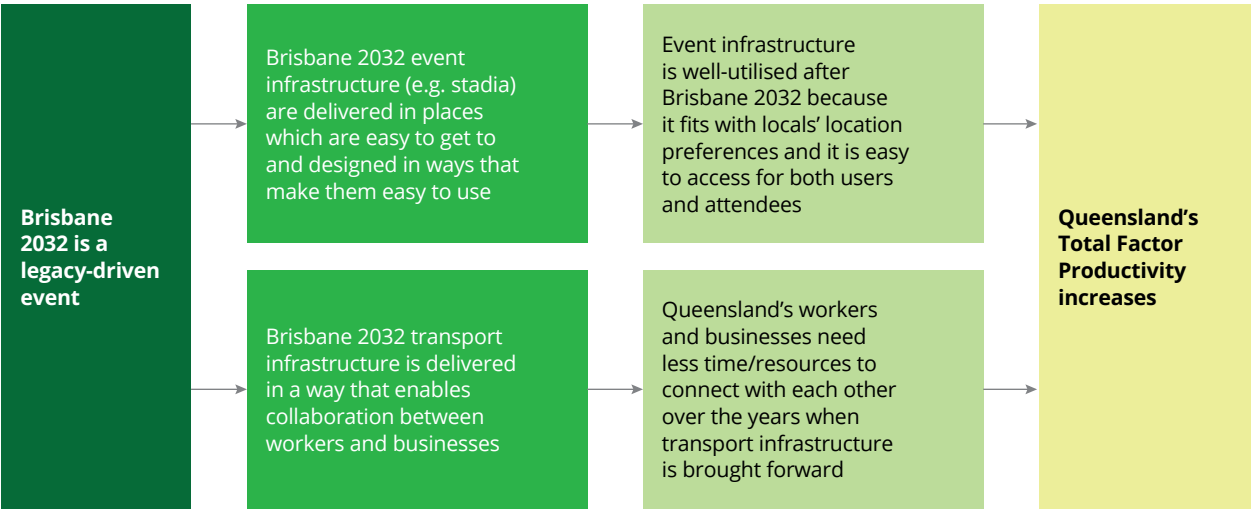 Brisbane
2032 is a
legacy-driven
event
Brisbane 2032 event
infrastructure (e.g. stadia)
are delivered in places
which are easy to get to
and designed in ways that
make them easy to use
Event infrastructure
is well-utilised after
Brisbane 2032 because
it fits with locals’ location
preferences and it is easy
to access for both users
and attendees
Brisbane 2032 transport
infrastructure is delivered
in a way that enables
collaboration between
workers and businesses
Queensland’s workers
and businesses need
less time/resources to
connect with each other
over the years when
transport infrastructure
is brought forward
Queensland’s
Total Factor
Productivity
increases